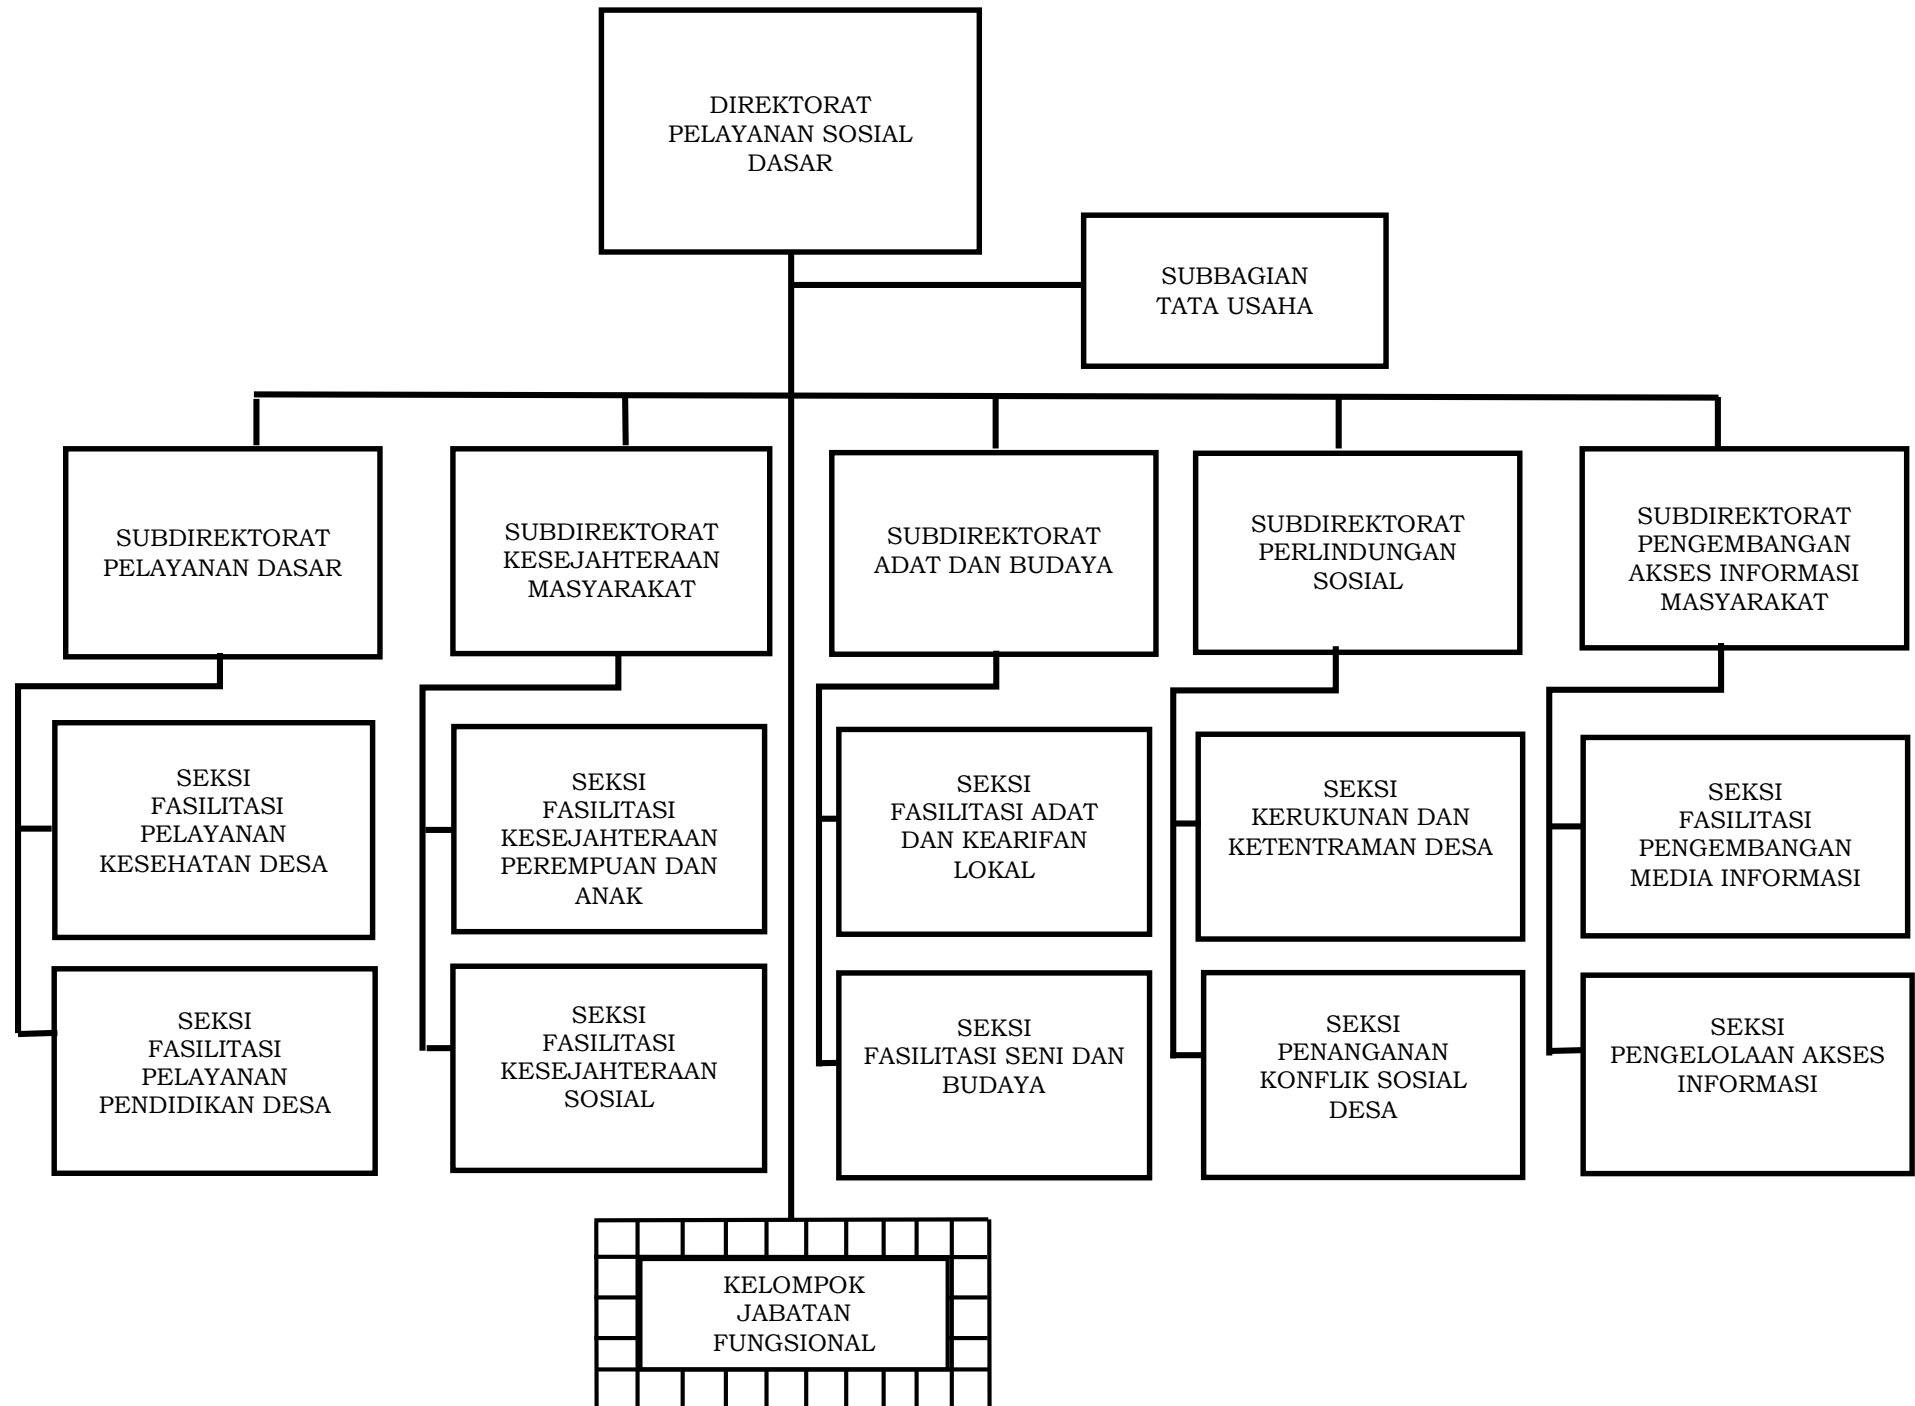 DIREKTORAT
PELAYANAN SOSIAL
DASAR
SUBBAGIAN
TATA USAHA
SUBDIREKTORAT
PELAYANAN DASAR
SUBDIREKTORAT
KESEJAHTERAAN
MASYARAKAT
SUBDIREKTORAT
ADAT DAN BUDAYA
SUBDIREKTORAT
PERLINDUNGAN
SOSIAL
SUBDIREKTORAT
PENGEMBANGAN
AKSES INFORMASI
MASYARAKAT
SEKSI
FASILITASI
PELAYANAN
KESEHATAN DESA
SEKSI
FASILITASI
KESEJAHTERAAN
PEREMPUAN DAN
ANAK
SEKSI
FASILITASI ADAT
DAN KEARIFAN
LOKAL
SEKSI
KERUKUNAN DAN
KETENTRAMAN DESA
SEKSI
FASILITASI
PENGEMBANGAN
MEDIA INFORMASI
SEKSI
FASILITASI
PELAYANAN
PENDIDIKAN DESA
SEKSI
FASILITASI
KESEJAHTERAAN
SOSIAL
SEKSI
FASILITASI SENI DAN
BUDAYA
SEKSI
PENANGANAN
KONFLIK SOSIAL
DESA
SEKSI
PENGELOLAAN AKSES
INFORMASI
KELOMPOK
JABATAN
FUNGSIONAL